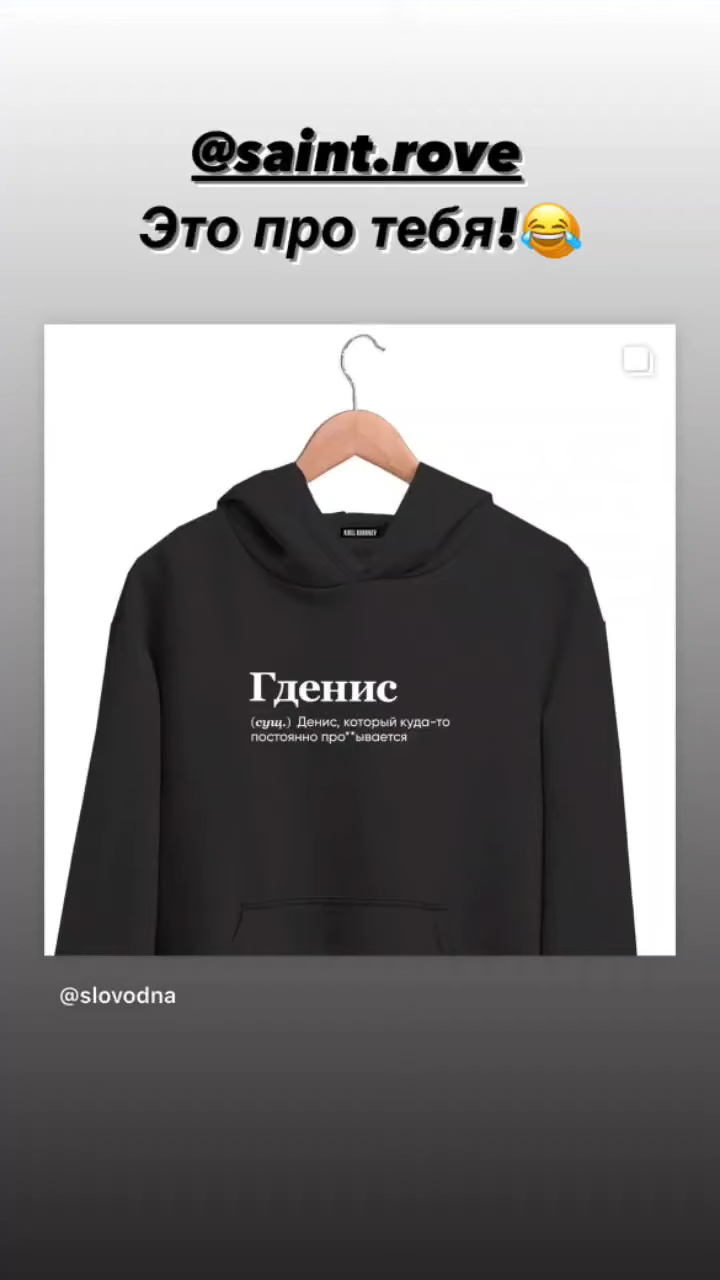 @saint.rove
Это про тебя!😂
Гденис
(сущ.) Денис, который куда-то
постоянно про**ывается
@slovodna